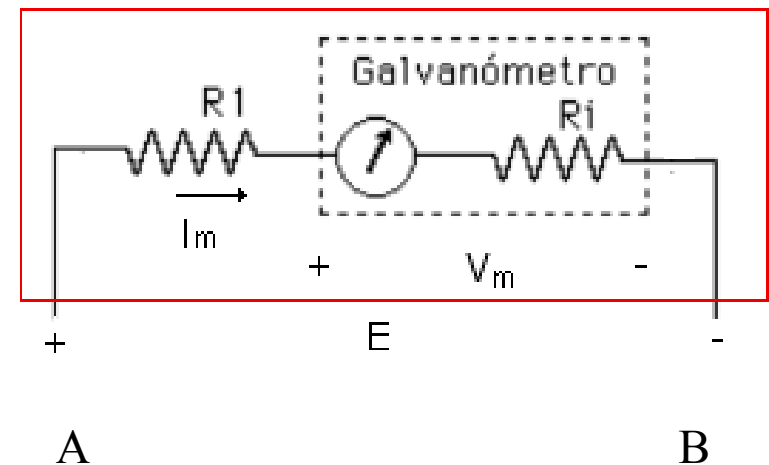 Galvanómetro
R1
Ri
Im
+ Vm -
+ E -
A B